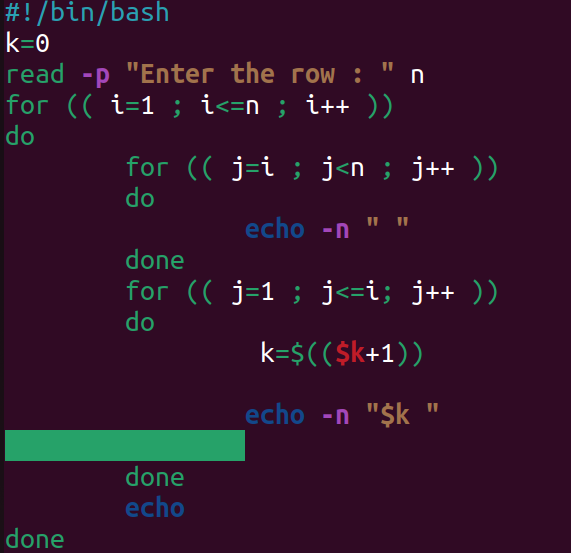 #!/bin/bash
k=0
read -p "Enter the row : " n
for (( i=1 ; i<=n ; i++ ))
do
        for (( j=i ; j<n ; j++ ))
        do
                echo -n " "
        done
        for (( j=1 ; j<=i; j++ ))
        do
                 k=$(($k+1))
                echo -n "$k "
        done
        echo
done